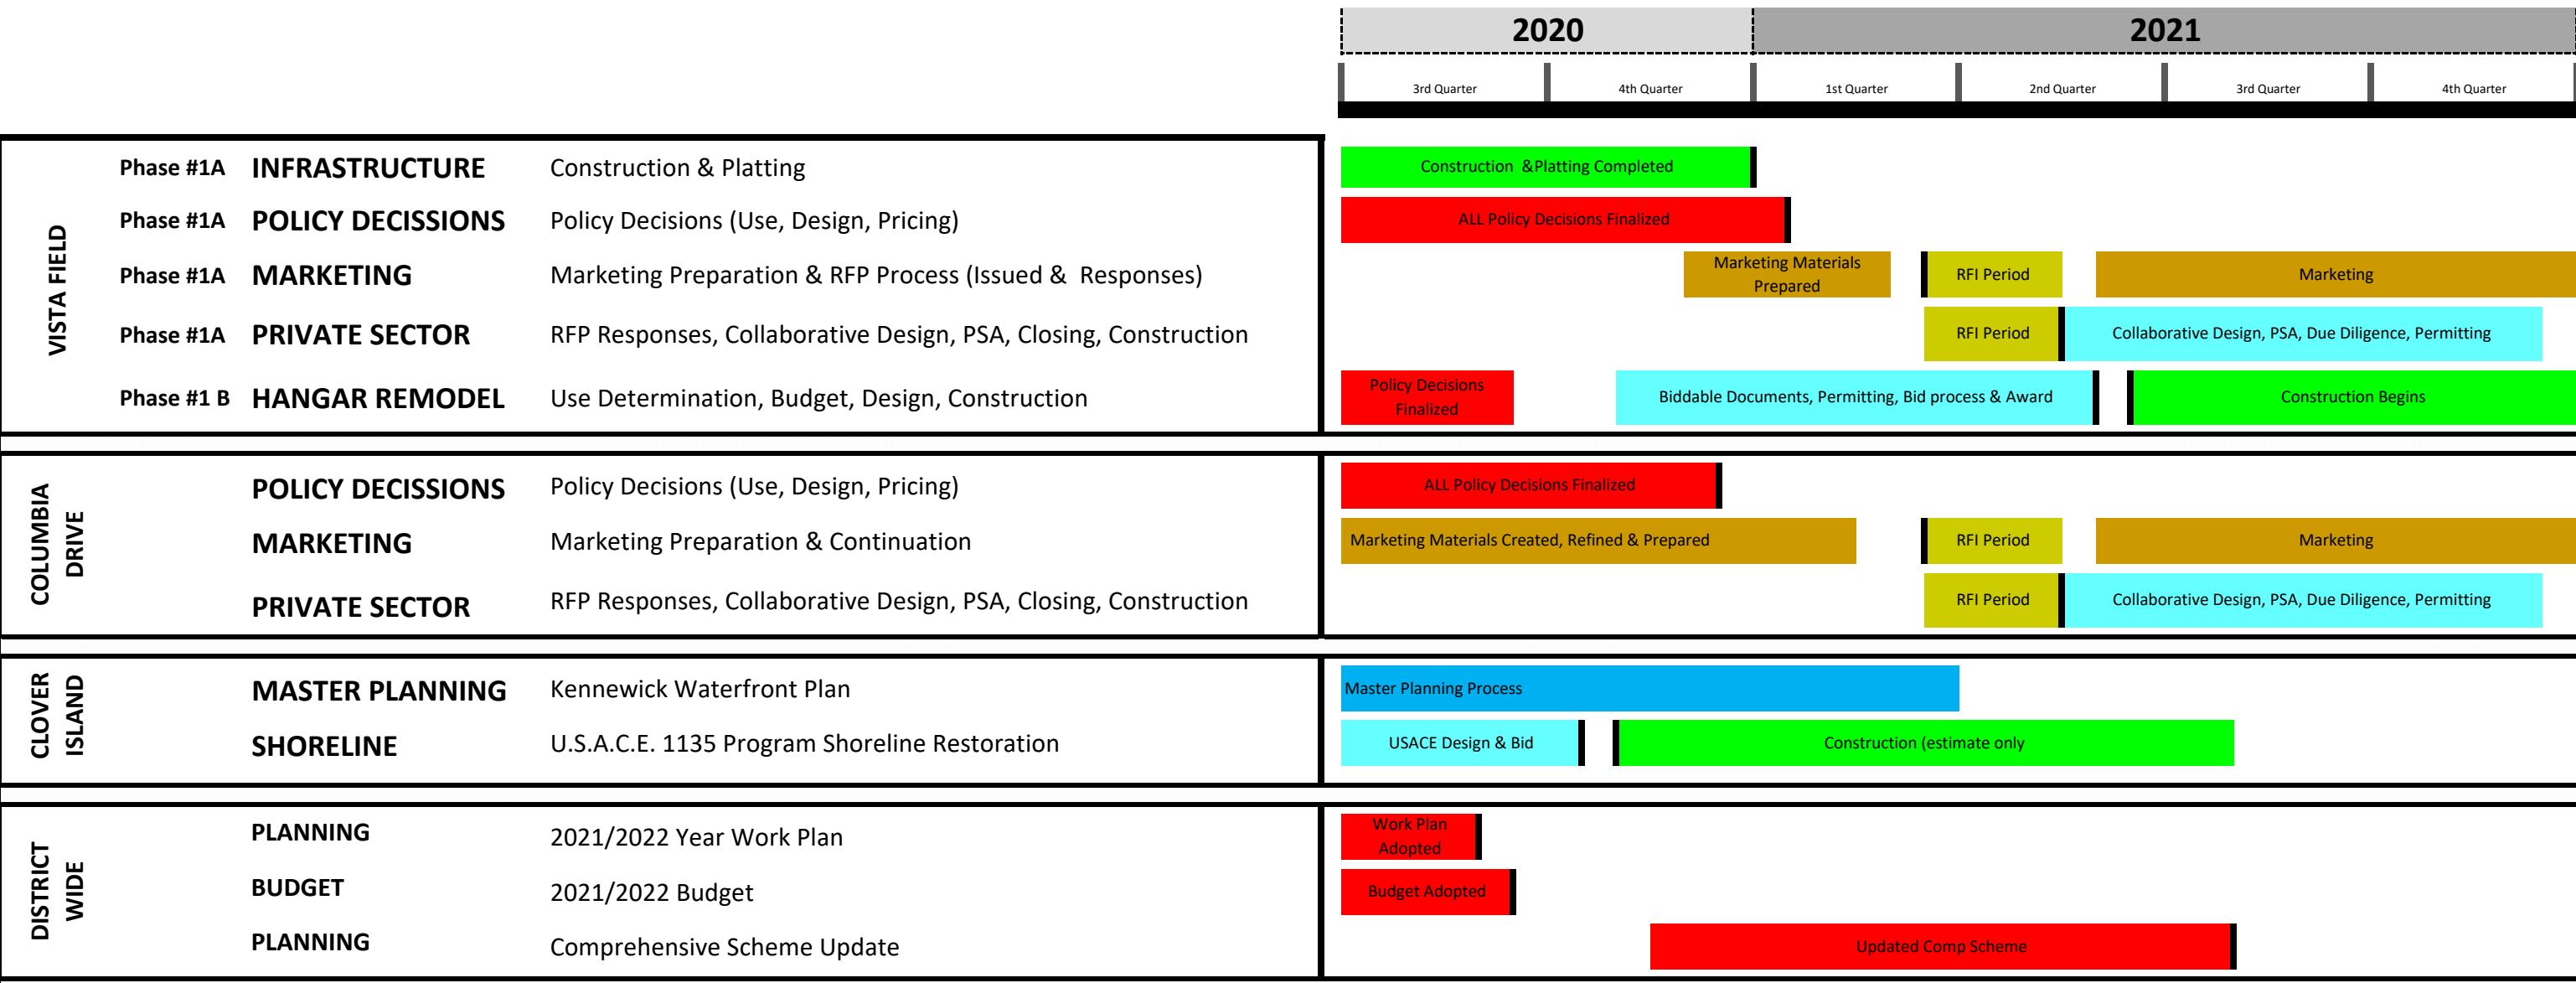 2020 2021
3rd Quarter 4th Quarter 1st Quarter 2nd Quarter 3rd Quarter 4th Quarter
VISTA FIELD
Phase #1A INFRASTRUCTURE Construction & Platting Construction &Platting Completed
Phase #1A POLICY DECISSIONS Policy Decisions (Use, Design, Pricing) ALL Policy Decisions Finalized
Phase #1A MARKETING Marketing Preparation & RFP Process (Issued & Responses) Marketing Materials
Prepared
RFI Period Marketing
Phase #1A PRIVATE SECTOR RFP Responses, Collaborative Design, PSA, Closing, Construction RFI Period Collaborative Design, PSA, Due Diligence, Permitting
Phase #1 B HANGAR REMODEL Use Determination, Budget, Design, Construction Policy Decisions
Finalized
Biddable Documents, Permitting, Bid process & Award Construction Begins
COLUMBIA
DRIVE
POLICY DECISSIONS Policy Decisions (Use, Design, Pricing) ALL Policy Decisions Finalized
MARKETING Marketing Preparation & Continuation Marketing Materials Created, Refined & Prepared RFI Period Marketing
PRIVATE SECTOR RFP Responses, Collaborative Design, PSA, Closing, Construction RFI Period Collaborative Design, PSA, Due Diligence, Permitting
CLOVER
ISLAND
MASTER PLANNING Kennewick Waterfront Plan Master Planning Process
SHORELINE U.S.A.C.E. 1135 Program Shoreline Restoration USACE Design & Bid Construction (estimate only
DISTRICT
WIDE
PLANNING 2021/2022 Year Work Plan Work Plan
Adopted
BUDGET 2021/2022 Budget Budget Adopted
PLANNING Comprehensive Scheme Update Updated Comp Scheme